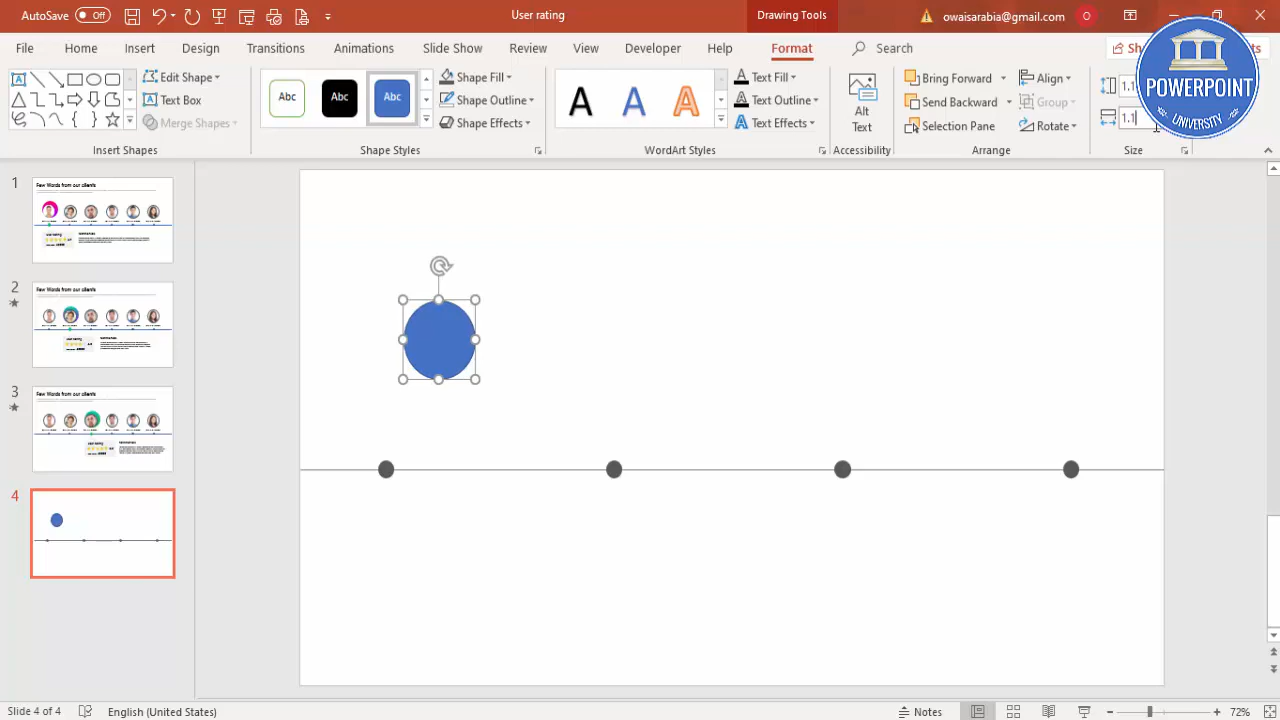 AutoSave Off User rating Drawing Tools owaisarabia@gmail.com O
File Home Insert Design Transitions Animations Slide Show Review View Developer Help Format Search
Edit Shape
Text Box
Merge Shapes
Insert Shapes
Abc Abc Abc
Shape Fill
Shape Outline
Shape Effects
Shape Styles
A A A
Text Fill
Text Outline
Text Effects
WordArt Styles
Alt
Text
Accessibility
Bring Forward
Send Backward
Selection Pane
Align
Group
Rotate
Arrange
1.1
1.1
Size
POWERPOINT
UNIVERSITY
1
Few Words from our clients
2
Few Words from our clients
3
Few Words from our clients
4
Slide 4 of 4 English (United States) Notes 72%